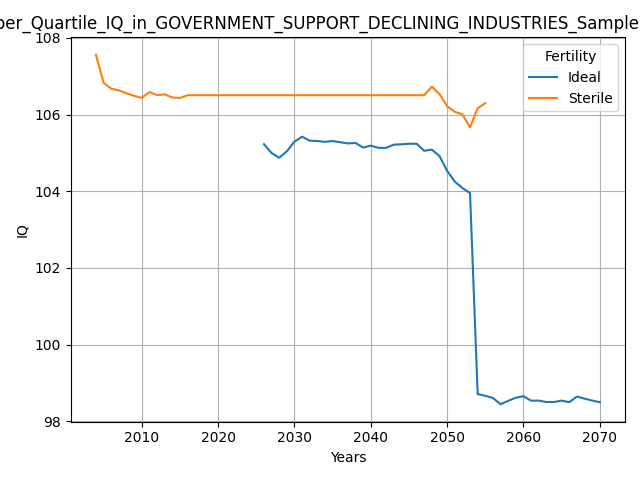 per_Quartile_IQ_in_GOVERNMENT_SUPPORT_DECLINING_INDUSTRIES_Sample
108
106
104
102
100
98
IQ
Fertility
Ideal
Sterile
2010 2020 2030 2040 2050 2060 2070
Years